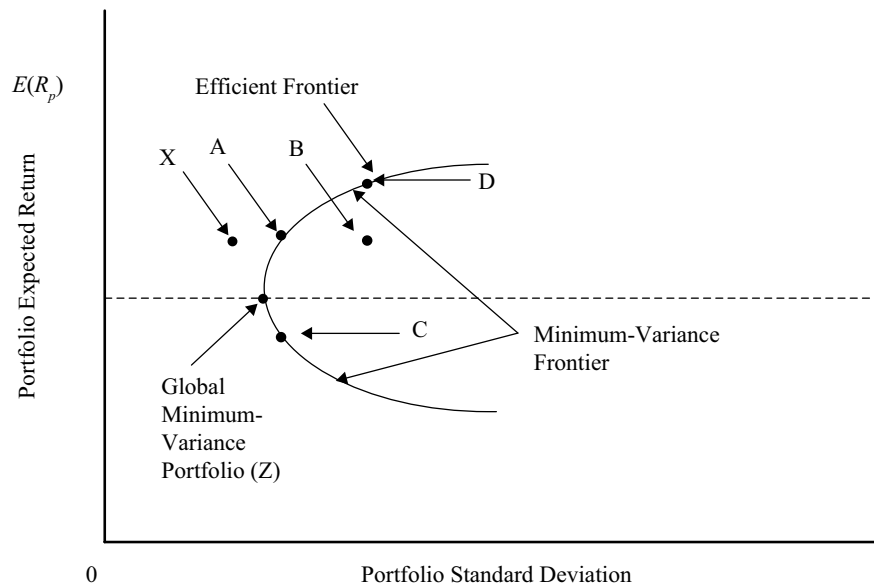 E(Rp)
Efficient Frontier
X
A
B
D
Portfolio Expected Return
C
Minimum-Variance
Frontier
Global
Minimum-
Variance
Portfolio (Z)
0
Portfolio Standard Deviation